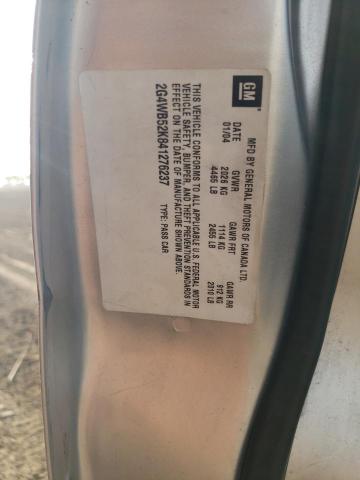 GM
MFD BY GENERAL MOTORS OF CANADA LTD.
DATE GVWR GAWR FRT GAWR RR
01/04 2026 KG 1114 KG 912 KG
4465 LB 2455 LB 2310 LB
THIS VEHICLE CONFORMS TO ALL APPLICABLE U.S. FEDERAL MOTOR
VEHICLE SAFETY, BUMPER, AND THEFT PREVENTION STANDARDS IN
EFFECT ON THE DATE OF MANUFACTURE SHOWN ABOVE.
2G4WB52K841276237 TYPE: PASS CAR